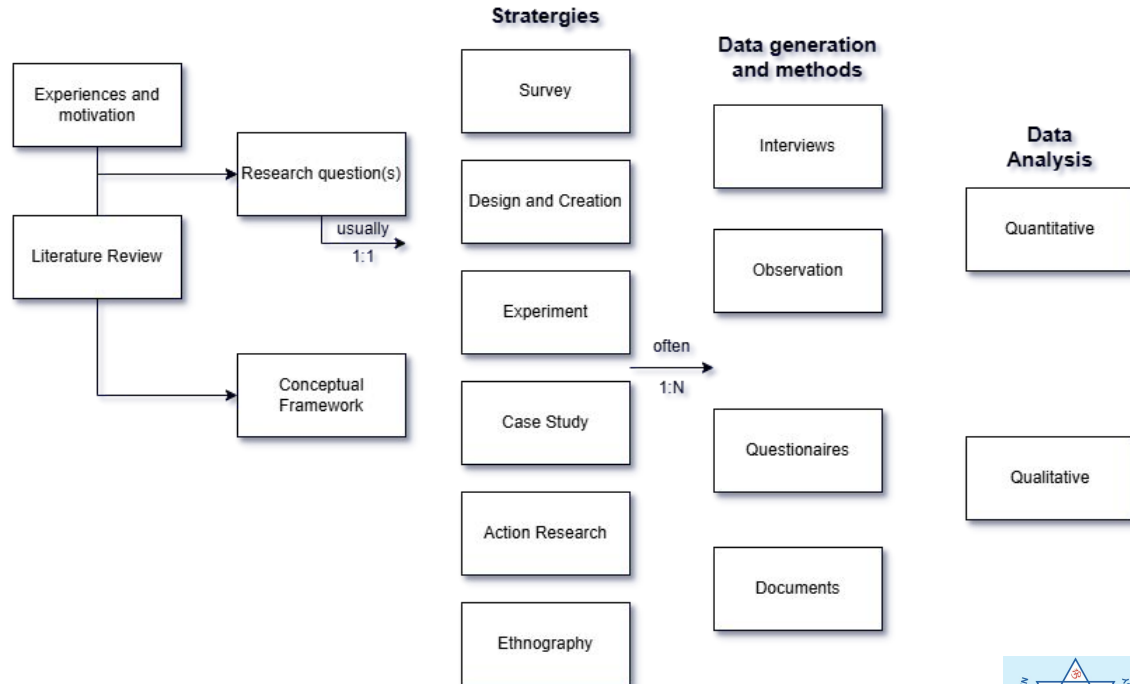 Stratergies
Data generation
and methods
Data
Analysis
Experiences and
motivation
Literature Review
Research question(s)
usually
1:1
Conceptual
Framework
Survey
Design and Creation
Experiment
Case Study
Action Research
Ethnography
often
1:N
Interviews
Observation
Questionaires
Documents
Quantitative
Qualitative
ॐ